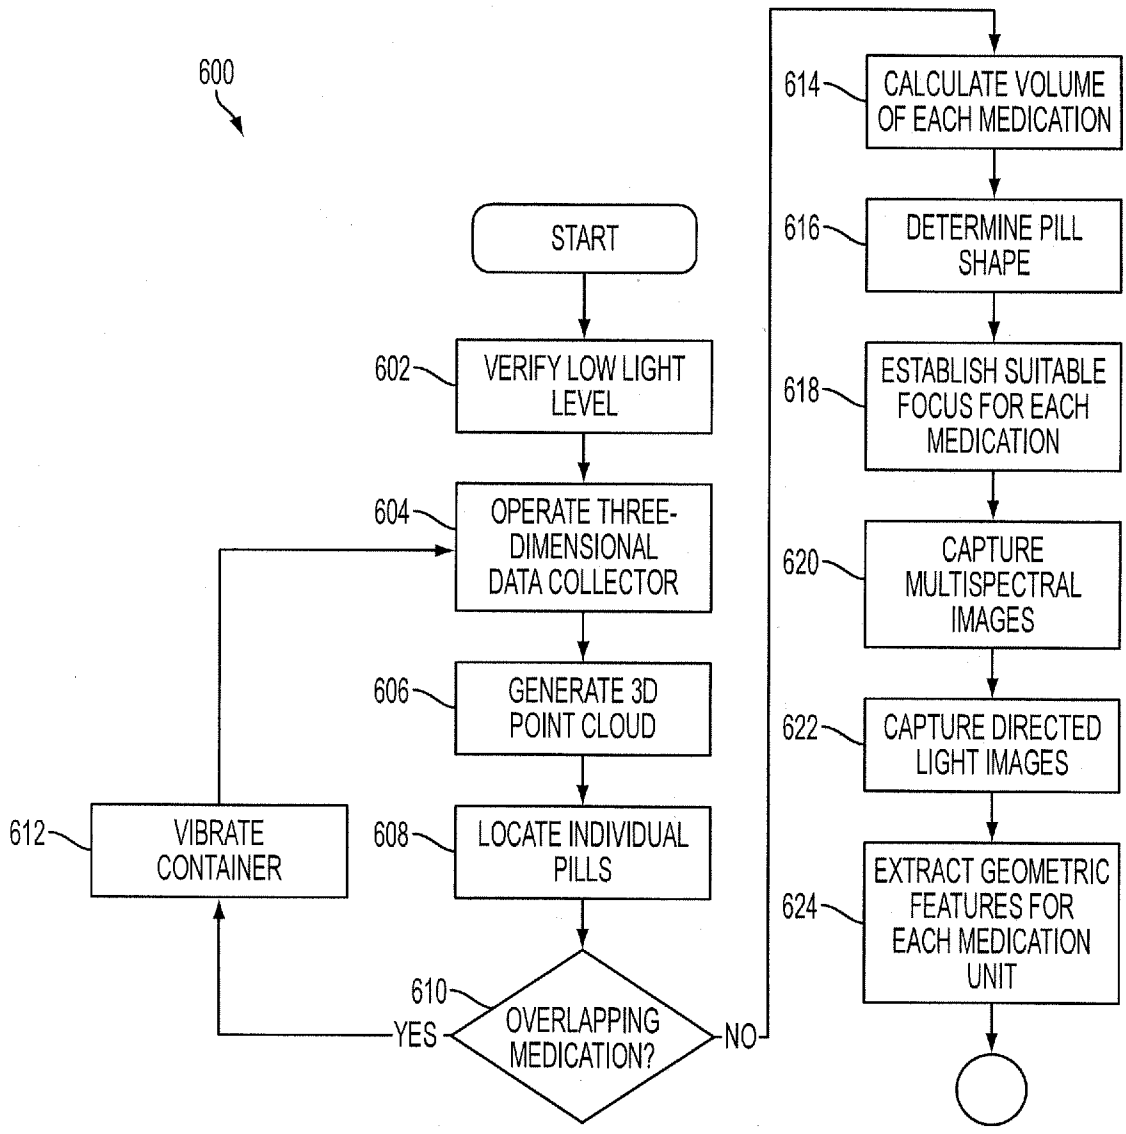 600
START
602
VERIFY LOW LIGHT
LEVEL
604
OPERATE THREE-
DIMENSIONAL
DATA COLLECTOR
606
GENERATE 3D
POINT CLOUD
608
LOCATE INDIVIDUAL
PILLS
610
OVERLAPPING
MEDICATION?
YES
NO
612
VIBRATE
CONTAINER
614
CALCULATE VOLUME
OF EACH MEDICATION
616
DETERMINE PILL
SHAPE
618
ESTABLISH SUITABLE
FOCUS FOR EACH
MEDICATION
620
CAPTURE
MULTISPECTRAL
IMAGES
622
CAPTURE DIRECTED
LIGHT IMAGES
624
EXTRACT GEOMETRIC
FEATURES FOR
EACH MEDICATION
UNIT